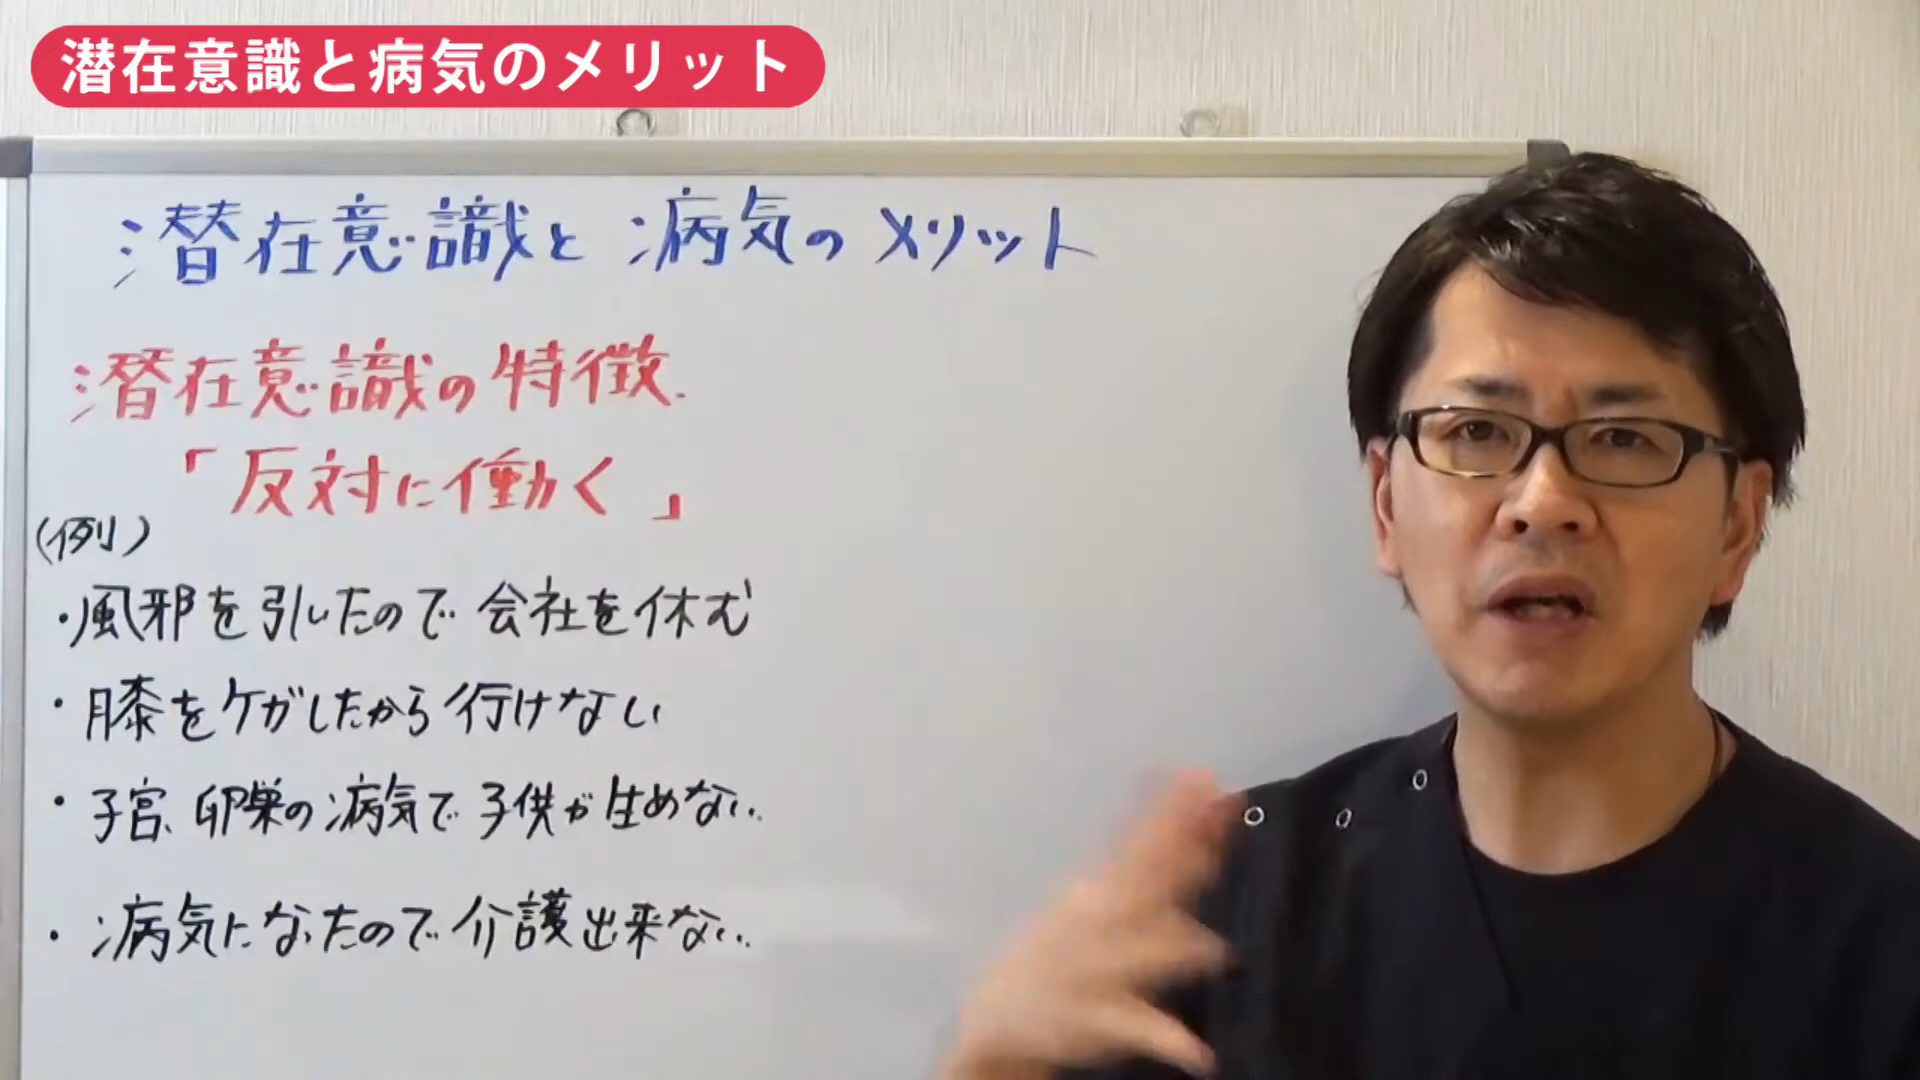 潜在意識と病気のメリット
潜在意識と病気のメリット
潜在意識の特徴.
「反対に働く」
(例)
・風邪を引いたので会社を休む
・膝をケガしたから行けない
・子宮、卵巣の病気で子供が生めない.
・病気になったので介護出来ない.